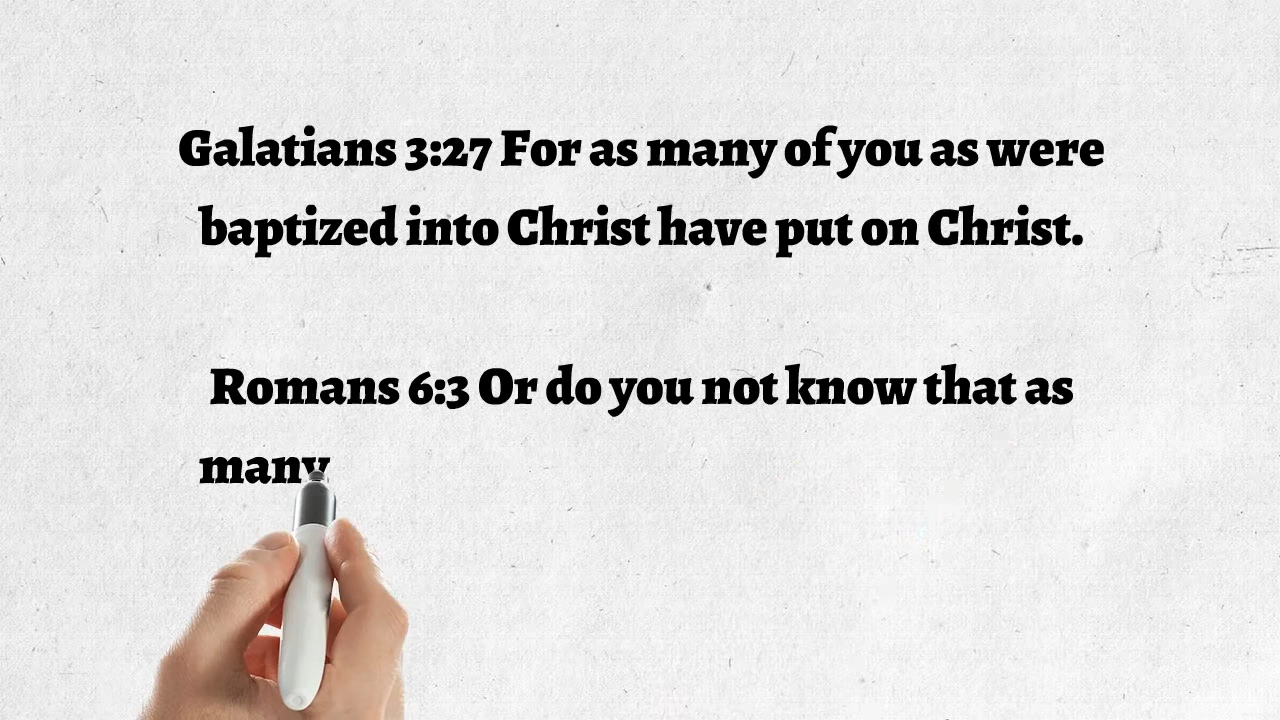 Galatians 3:27 For as many of you as were
baptized into Christ have put on Christ.
Romans 6:3 Or do you not know that as
many